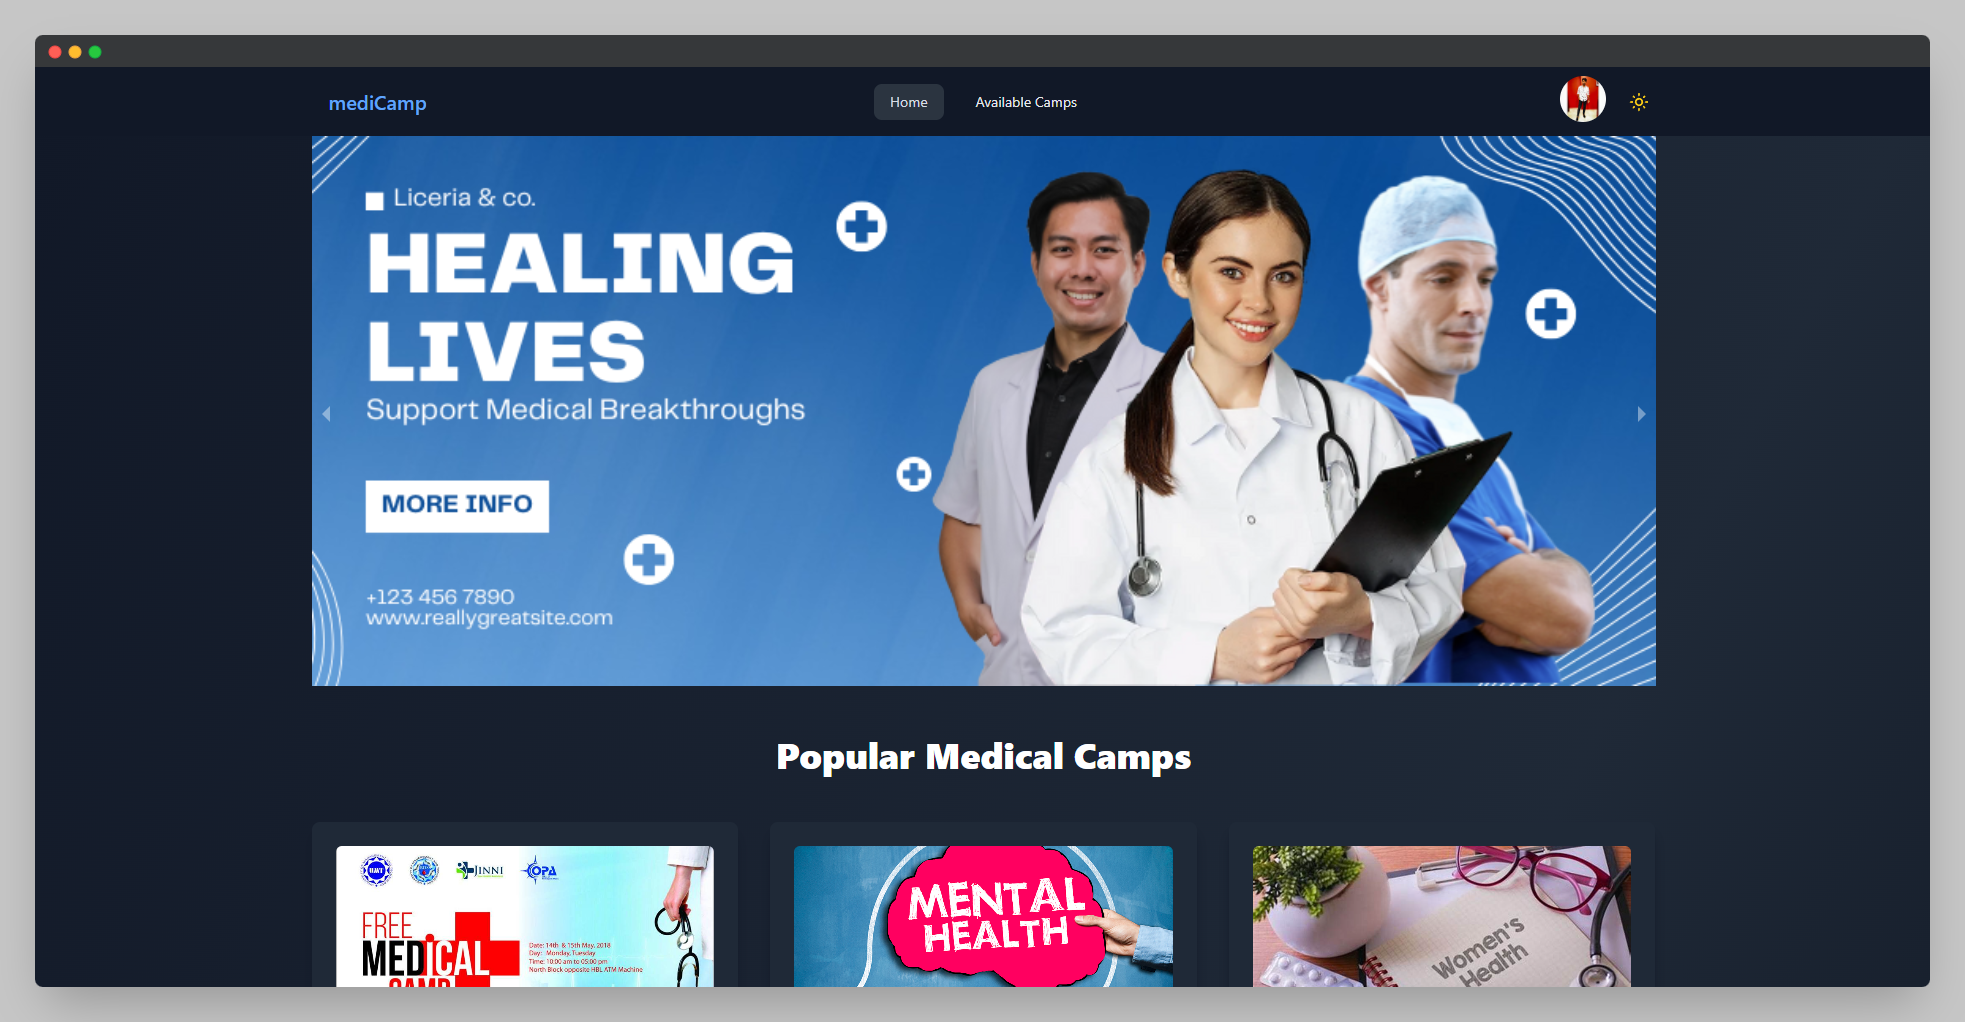 mediCamp
Home
Available Camps
Liceria & co.
HEALING
LIVES
Support Medical Breakthroughs
MORE INFO
+123 456 7890
www.reallygreatsite.com
Popular Medical Camps
JINNI
OPA
FREE
MEDiCAL
CAMP
Date: 14th & 15th May, 2018
Day: Monday, Tuesday
Time: 10:00 am to 05:00 pm
North Block opposite HBL ATM Machine
MENTAL
HEALTH
Women's
Health